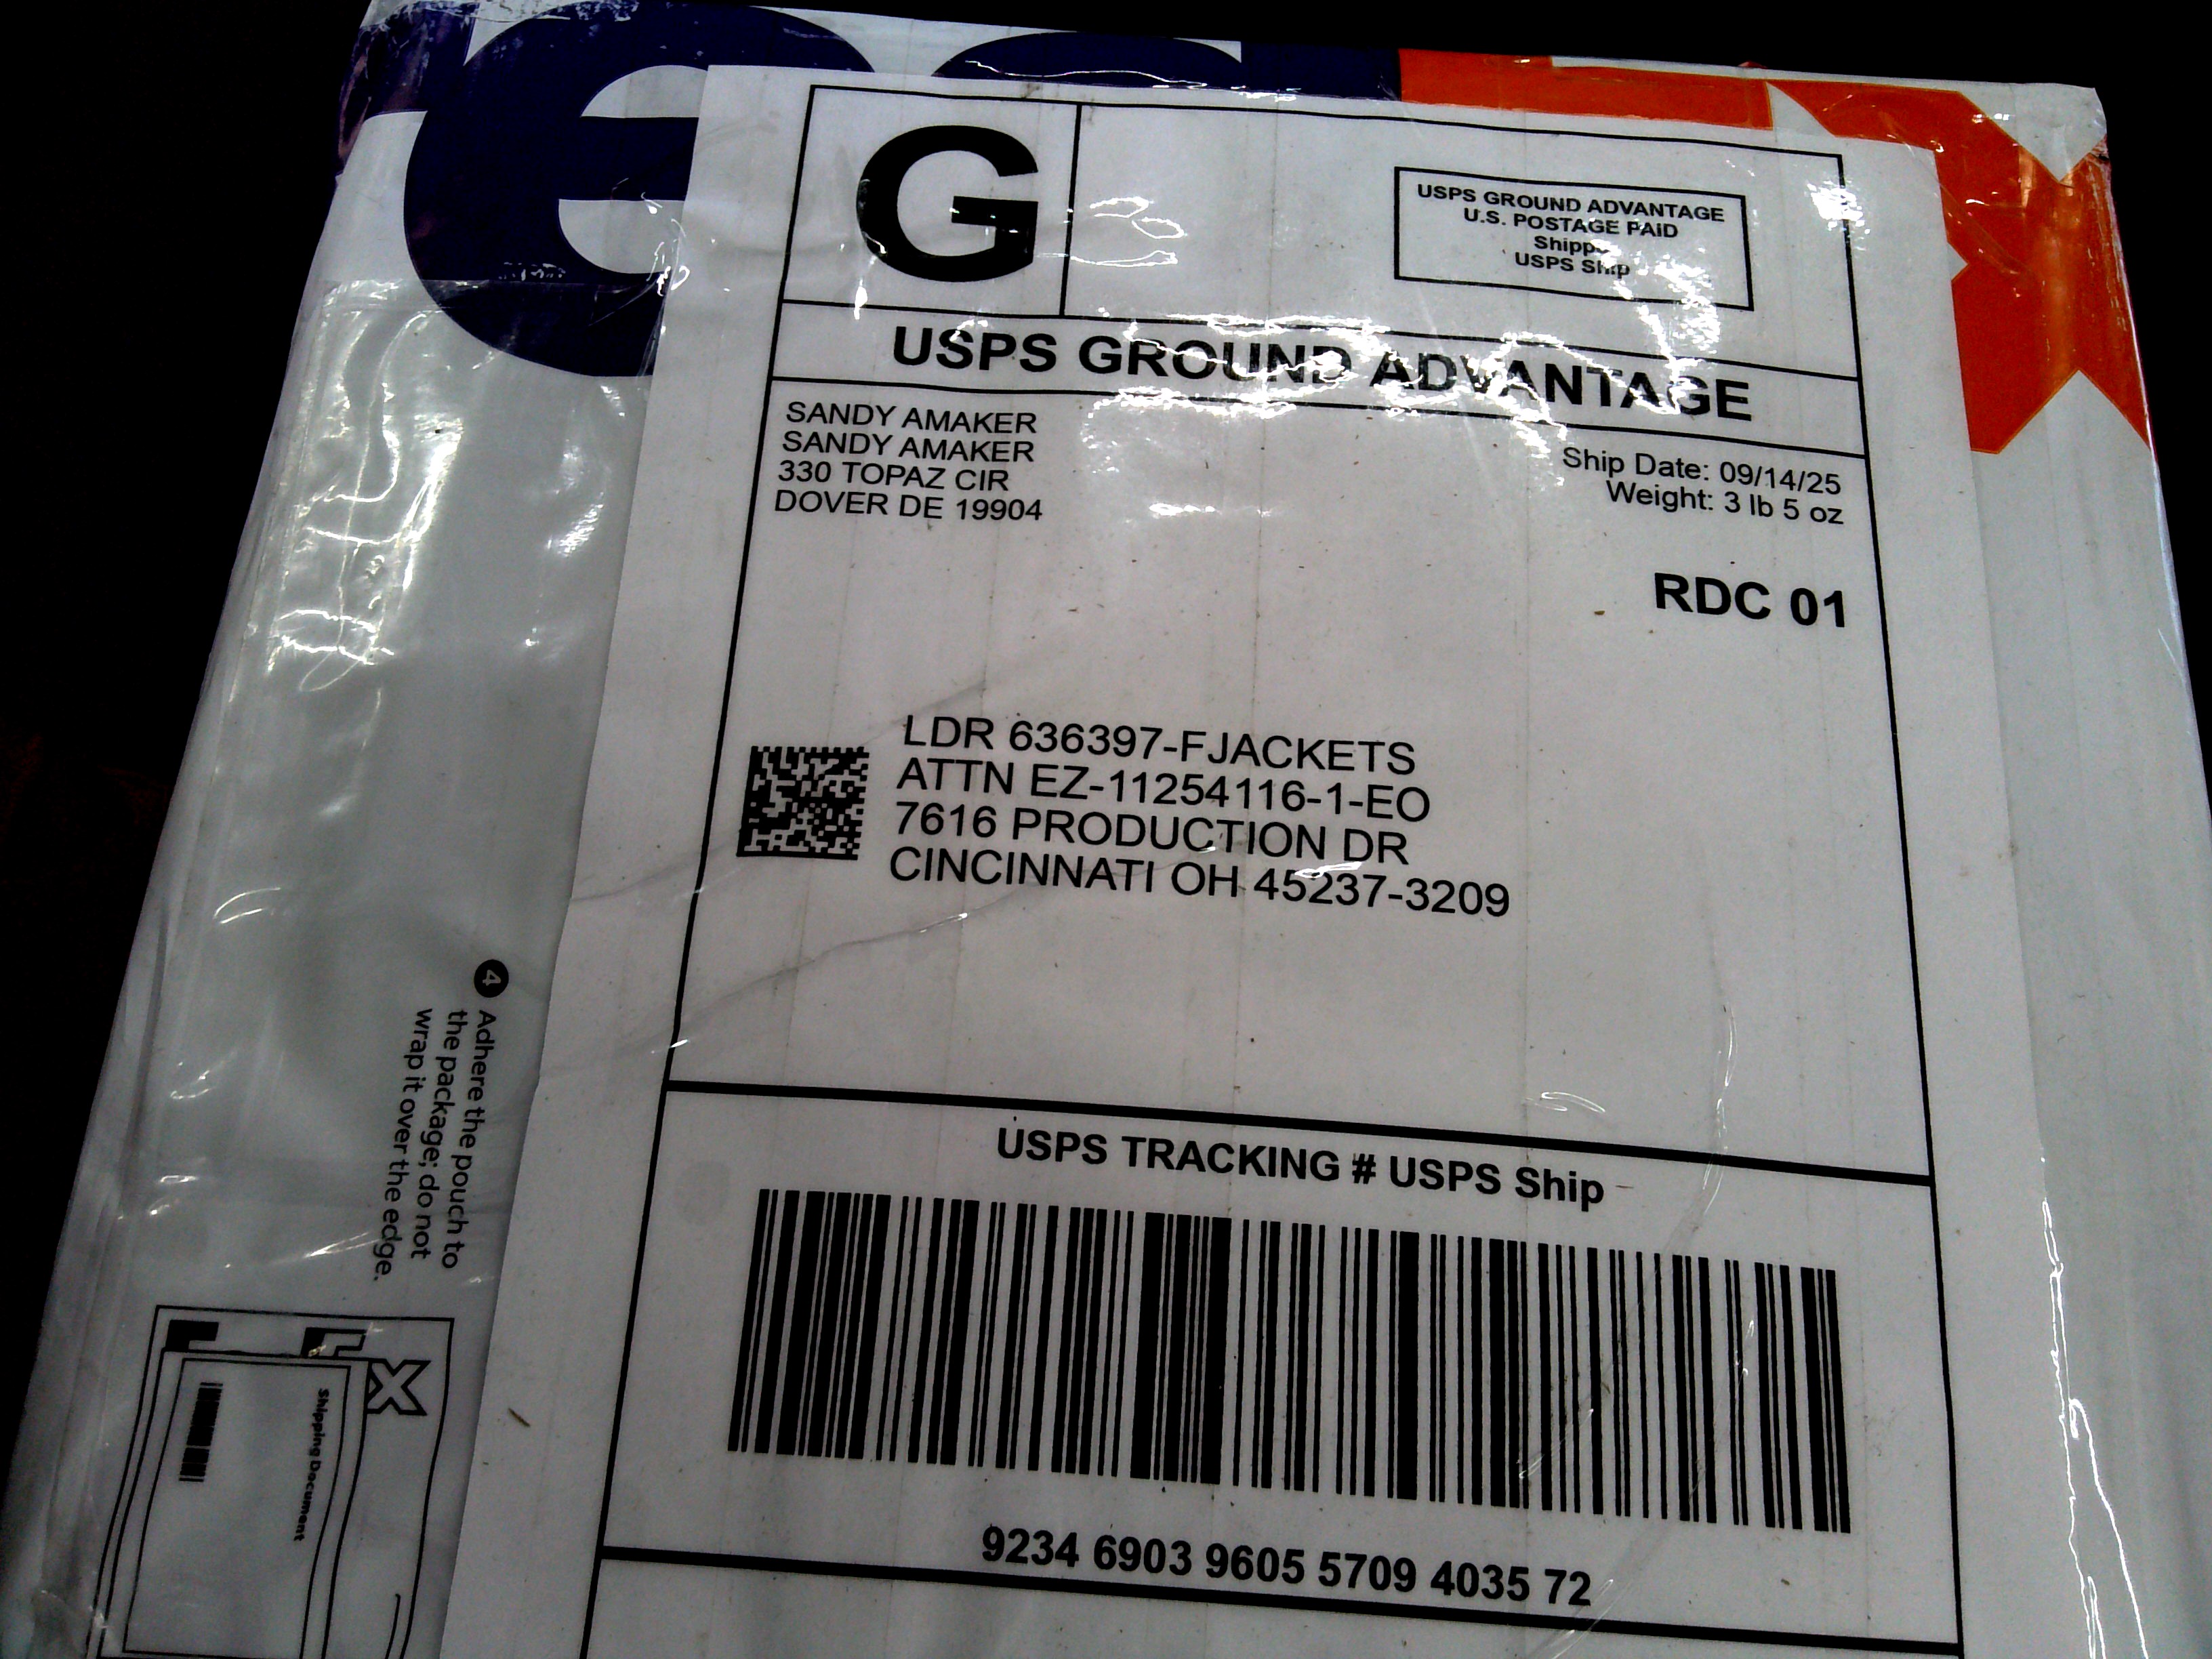 G
USPS GROUND ADVANTAGE
U.S. POSTAGE PAID
USPS Ship
USPS GROUND ADVANTAGE
SANDY AMAKER
SANDY AMAKER
330 TOPAZ CIR
DOVER DE 19904
Ship Date: 09/14/25
Weight: 3 lb 5 oz
RDC 01
LDR 636397-FJACKETS
ATTN EZ-11254116-1-EO
7616 PRODUCTION DR
CINCINNATI OH 45237-3209
USPS TRACKING # USPS Ship
9234 6903 9605 5709 4035 72
4 Adhere the pouch to
the package; do not
wrap it over the edge.
Shipping Document